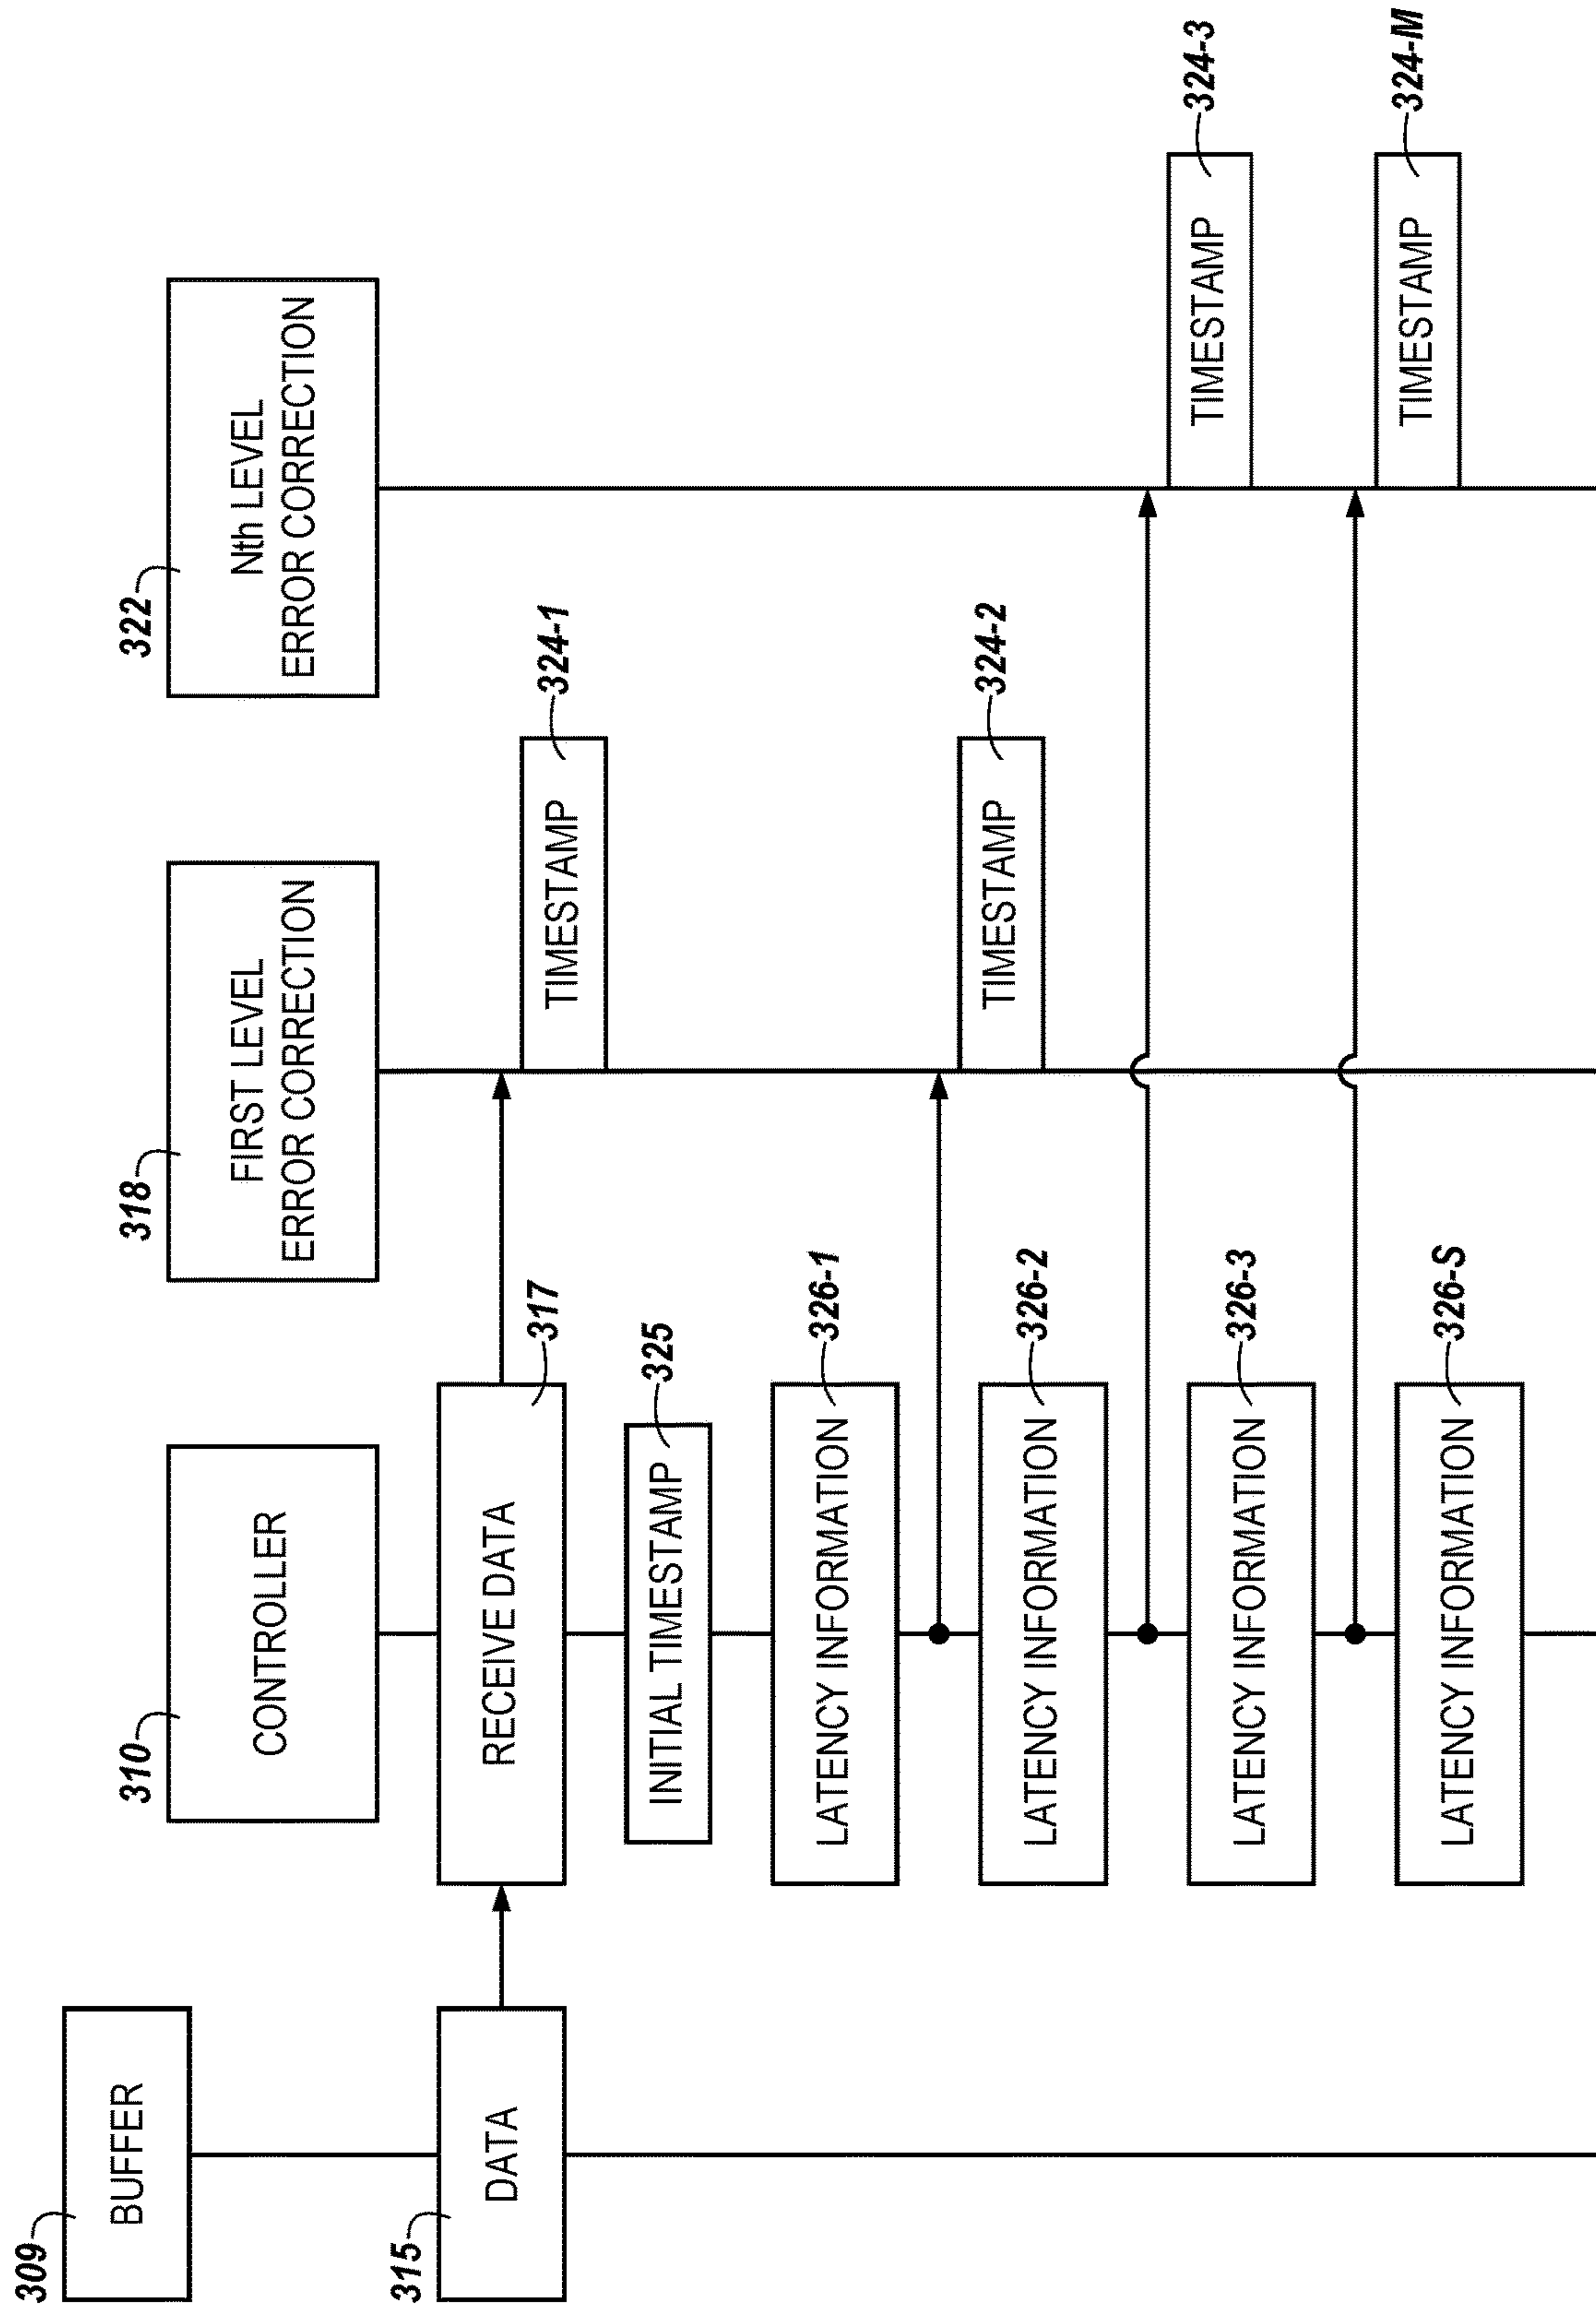 309
BUFFER
315
DATA
310
CONTROLLER
317
RECEIVE DATA
325
INITIAL TIMESTAMP
326-1
LATENCY INFORMATION
326-2
LATENCY INFORMATION
326-3
LATENCY INFORMATION
326-S
LATENCY INFORMATION
318
FIRST LEVEL
ERROR CORRECTION
324-1
TIMESTAMP
324-2
TIMESTAMP
322
Nth LEVEL
ERROR CORRECTION
324-3
TIMESTAMP
324-M
TIMESTAMP